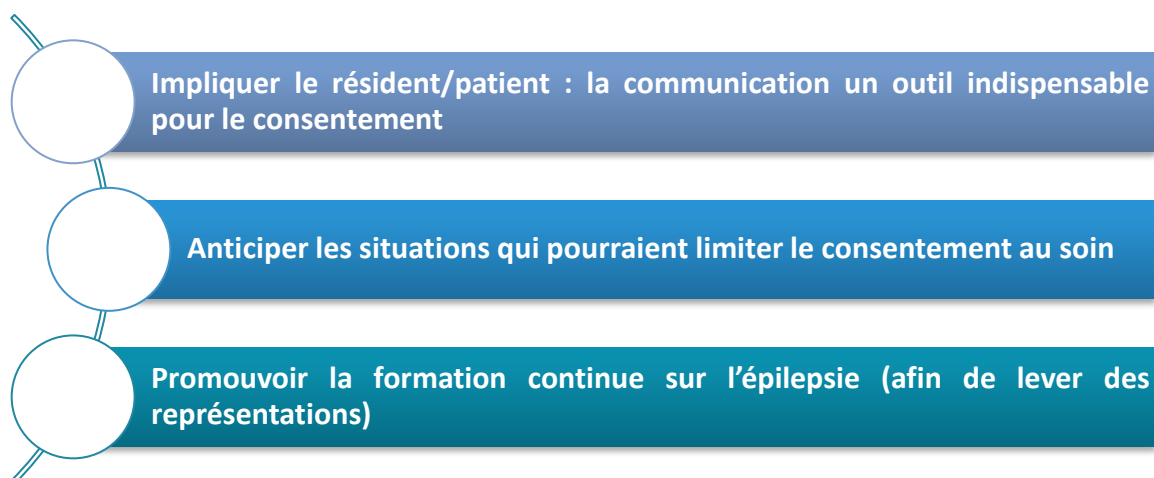 Impliquer le résident/patient : la communication un outil indispensable
pour le consentement
Anticiper les situations qui pourraient limiter le consentement au soin
Promouvoir la formation continue sur l’épilepsie (afin de lever des
représentations)